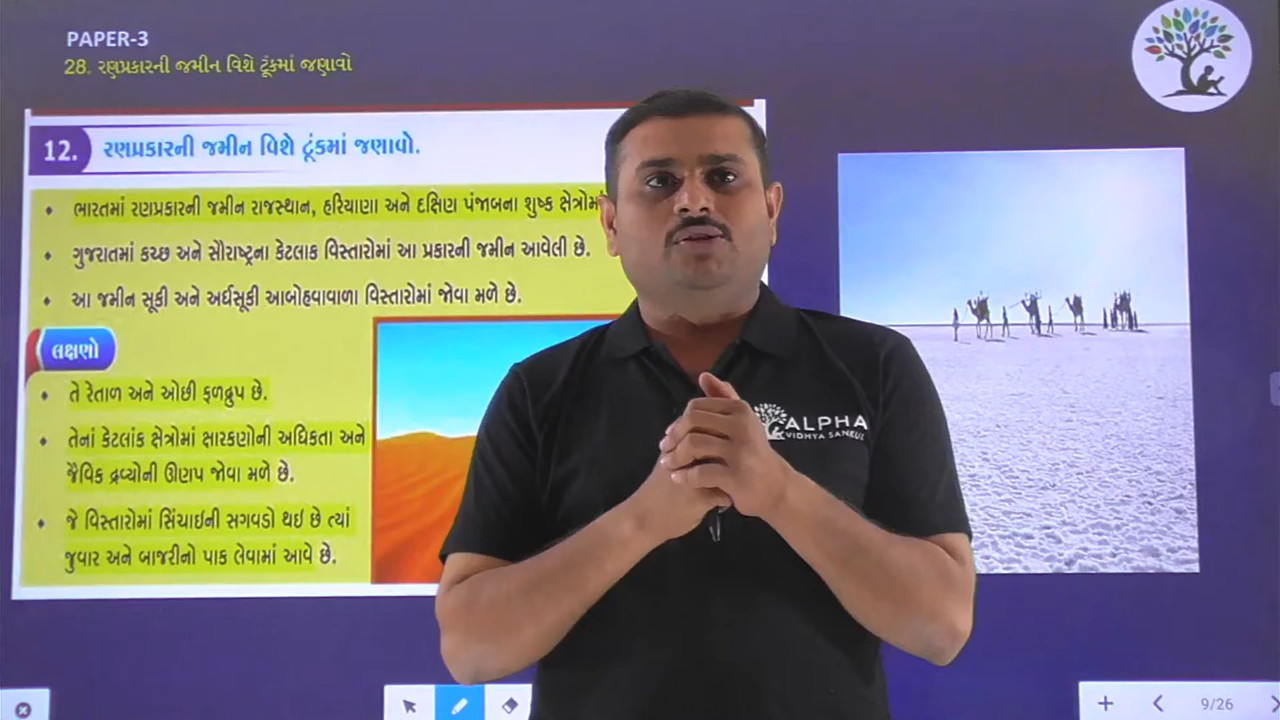 PAPER-3
28. રણપ્રકારની જમીન વિશે ટૂંકમાં જણાવો
12. રણપ્રકારની જમીન વિશે ટૂંકમાં જણાવો.
♦ ભારતમાં રણપ્રકારની જમીન રાજસ્થાન, હરિયાણા અને દક્ષિણ પંજાબના શુષ્ક ક્ષેત્રોમાં
♦ ગુજરાતમાં કચ્છ અને સૌરાષ્ટ્રના કેટલાક વિસ્તારોમાં આ પ્રકારની જમીન આવેલી છે.
♦ આ જમીન સૂકી અને અર્ધસૂકી આબોહવાવાળા વિસ્તારોમાં જોવા મળે છે.
લક્ષણો
♦ તે રેતાળ અને ઓછી ફળદ્રુપ છે.
♦ તેનાં કેટલાંક ક્ષેત્રોમાં ક્ષારકણોની અધિકતા અને
જૈવિક દ્રવ્યોની ઊણપ જોવા મળે છે.
♦ જે વિસ્તારોમાં સિંચાઇની સગવડો થઇ છે ત્યાં
જુવાર અને બાજરીનો પાક લેવામાં આવે છે.
ALPHA
VIDHYA SANKUL
9/26